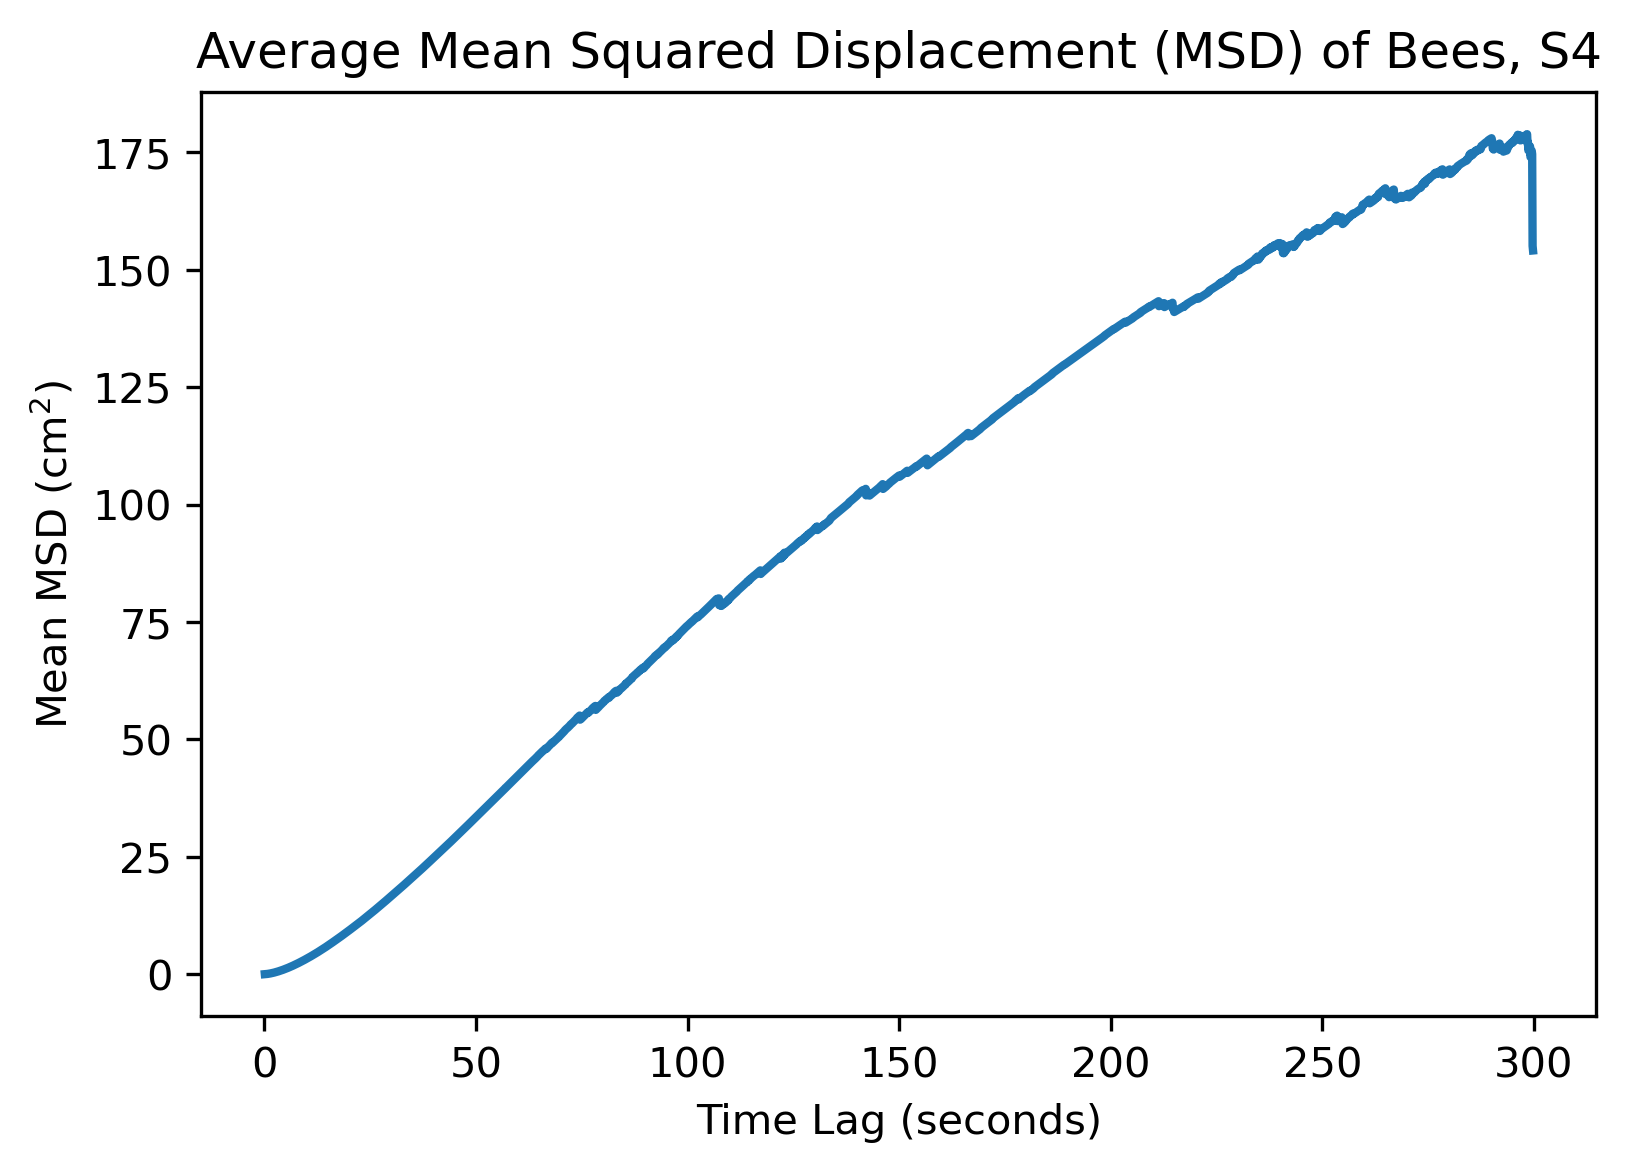 Average Mean Squared Displacement (MSD) of Bees, S4
175
150
125
100
75
50
25
0
Mean MSD (cm²)
0 50 100 150 200 250 300
Time Lag (seconds)